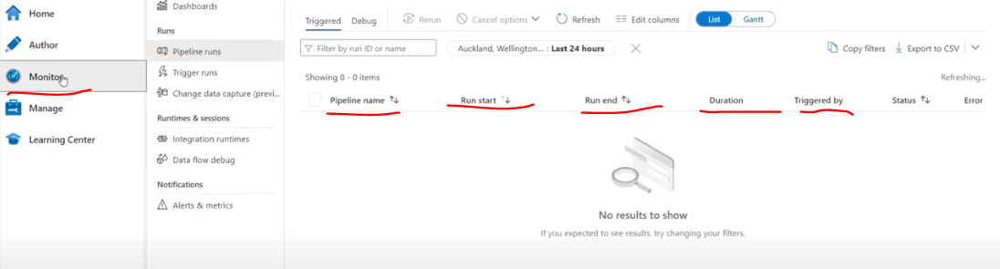 Home
Author
Monitor
Manage
Learning Center
Dashboards
Runs
Pipeline runs
Trigger runs
Change data capture (previ...
Runtimes & sessions
Integration runtimes
Data flow debug
Notifications
Alerts & metrics
Triggered Debug Rerun Cancel options Refresh Edit columns List Gantt
Filter by run ID or name Auckland, Wellington... : Last 24 hours Copy filters Export to CSV
Showing 0 - 0 items Refreshing...
Pipeline name Run start Run end Duration Triggered by Status Error
No results to show
If you expected to see results, try changing your filters.